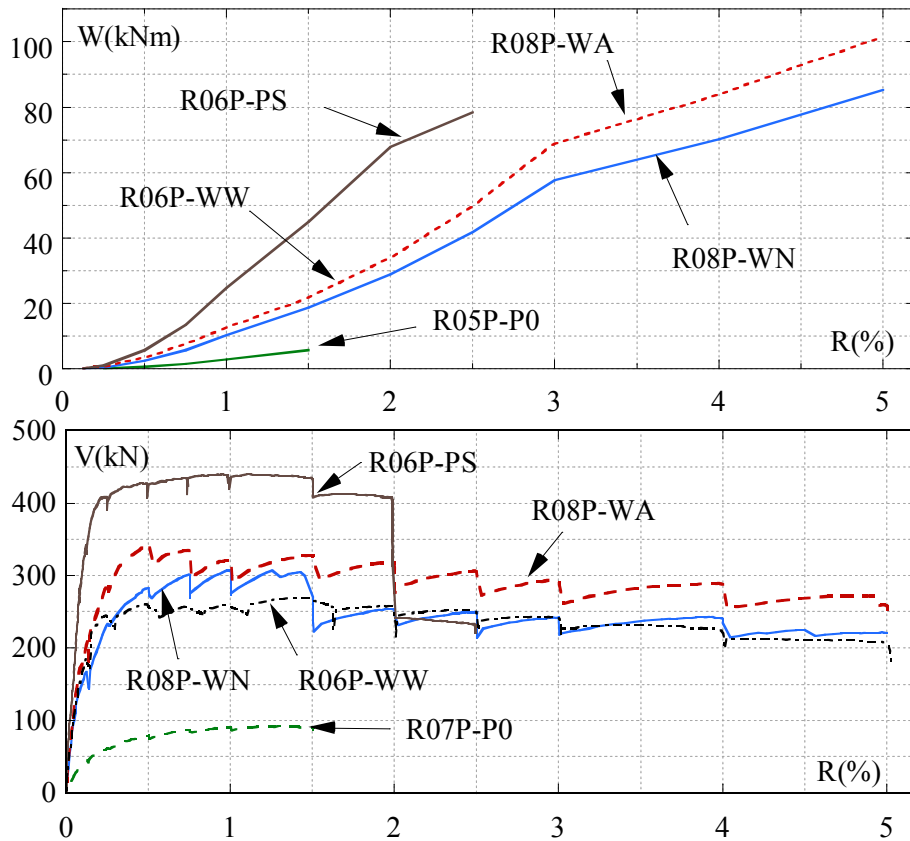 100
W(kNm)
R08P-WA
80
R06P-PS
60
R06P-WW
40
R08P-WN
20
R05P-P0
R(%)
0
0 1 2 3 4 5
500
V(kN)
R06P-PS
400
R08P-WA
300
200
R08P-WN R06P-WW
100
R07P-P0
R(%)
0
0 1 2 3 4 5